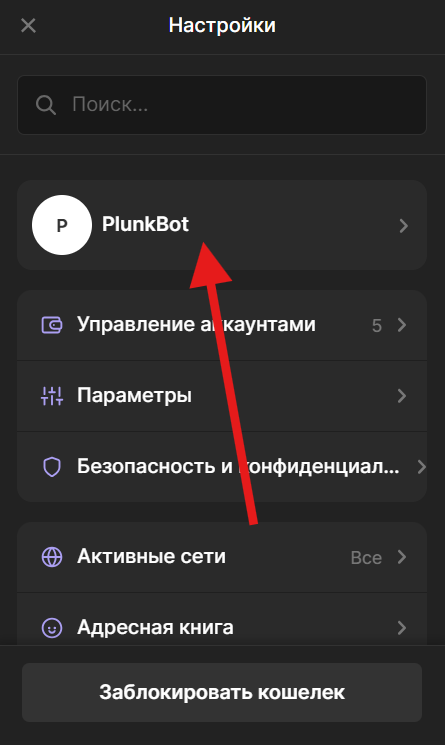 Настройки
Поиск...
P
PlunkBot
Управление аккаунтами
5
Параметры
Безопасность и конфиденциал...
Активные сети
Все
Адресная книга
Заблокировать кошелек